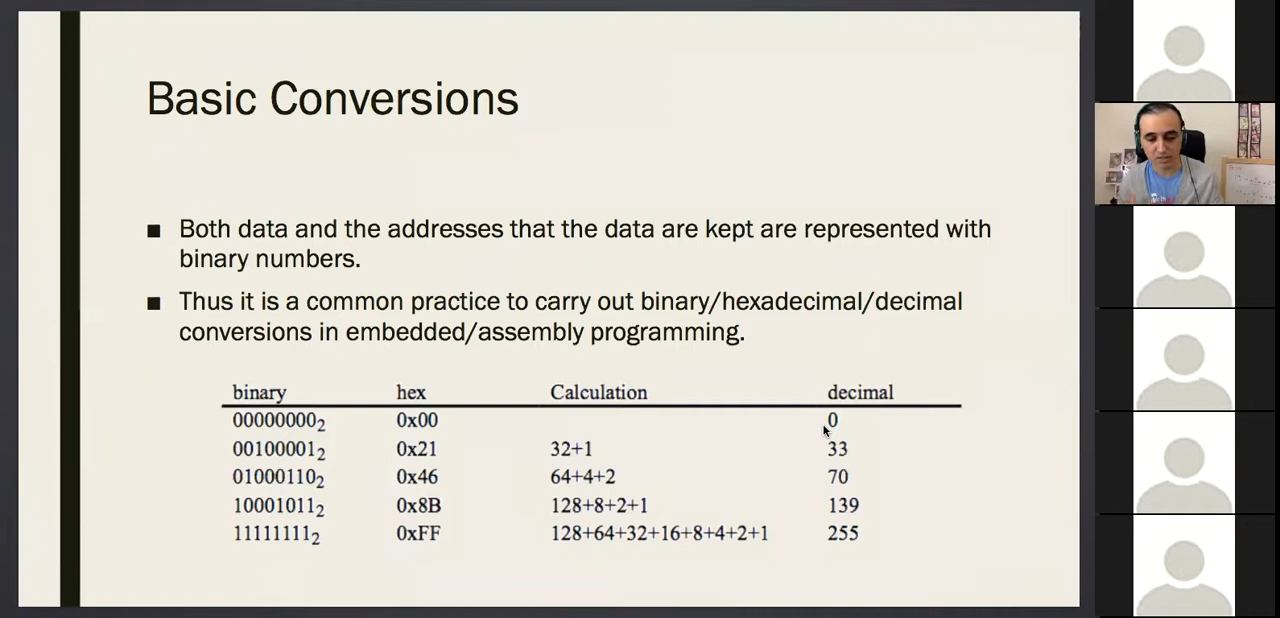 Basic Conversions
■ Both data and the addresses that the data are kept are represented with
binary numbers.
■ Thus it is a common practice to carry out binary/hexadecimal/decimal
conversions in embedded/assembly programming.
binary hex Calculation decimal
00000000₂ 0x00 0
00100001₂ 0x21 32+1 33
01000110₂ 0x46 64+4+2 70
10001011₂ 0x8B 128+8+2+1 139
11111111₂ 0xFF 128+64+32+16+8+4+2+1 255